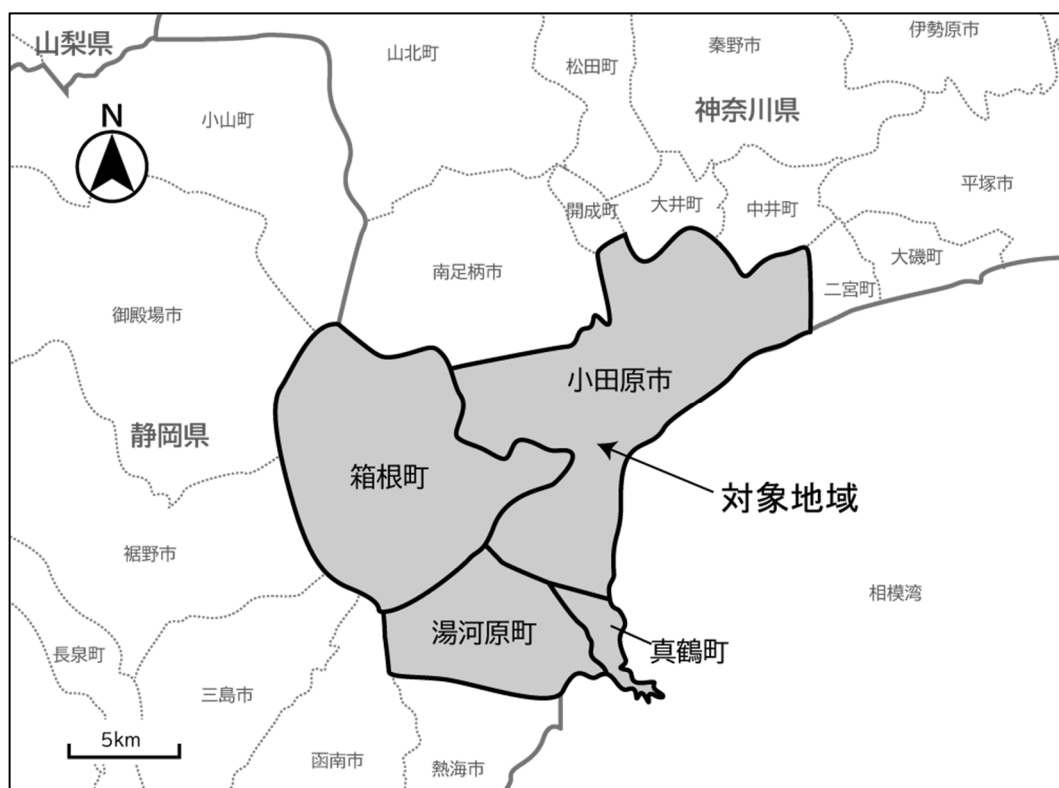 山梨県
山北町
松田町
秦野市
伊勢原市
神奈川県
N
小山町
開成町
大井町
中井町
平塚市
南足柄市
大磯町
二宮町
御殿場市
小田原市
静岡県
箱根町
対象地域
裾野市
相模湾
湯河原町
真鶴町
長泉町
三島市
5km
函南市
熱海市